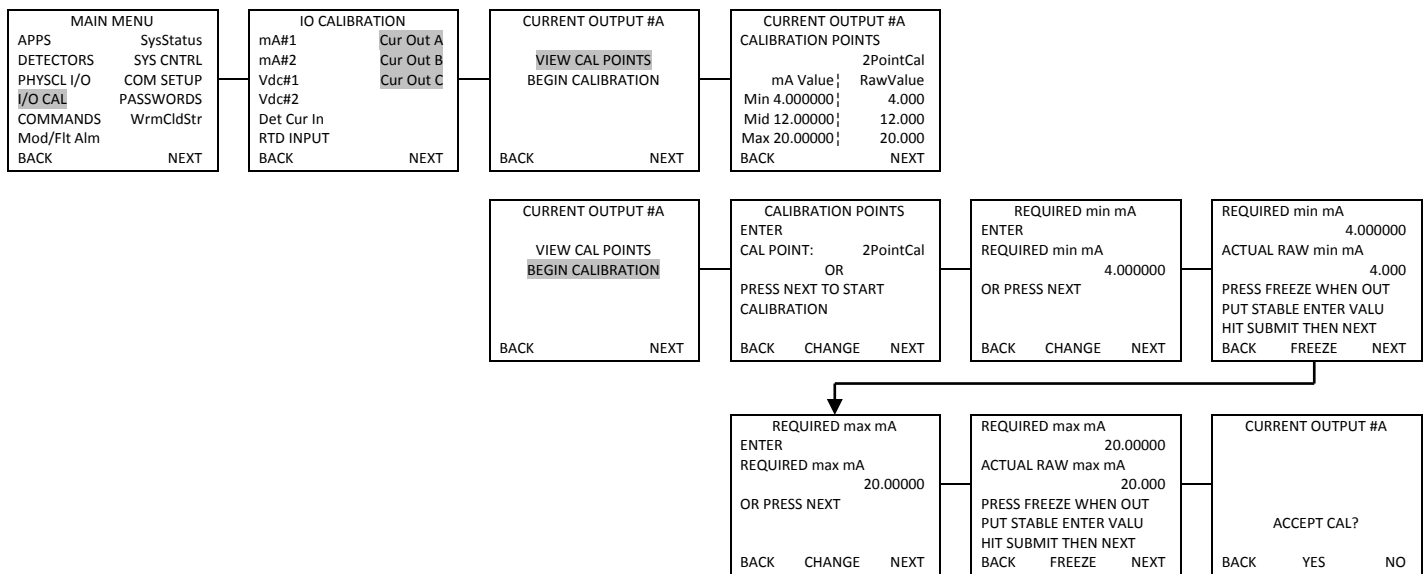 MAIN MENU
APPS SysStatus
DETECTORS SYS CNTRL
PHYSCL I/O COM SETUP
I/O CAL PASSWORDS
COMMANDS WrmCldStr
Mod/Flt Alm
BACK NEXT
IO CALIBRATION
mA#1 Cur Out A
mA#2 Cur Out B
Vdc#1 Cur Out C
Vdc#2
Det Cur In
RTD INPUT
BACK NEXT
CURRENT OUTPUT #A
VIEW CAL POINTS
BEGIN CALIBRATION
BACK NEXT
CURRENT OUTPUT #A
CALIBRATION POINTS
2PointCal
mA Value¦ RawValue
Min 4.000000¦ 4.000
Mid 12.00000¦ 12.000
Max 20.00000¦ 20.000
BACK NEXT
CURRENT OUTPUT #A
VIEW CAL POINTS
BEGIN CALIBRATION
BACK NEXT
CALIBRATION POINTS
ENTER
CAL POINT: 2PointCal
OR
PRESS NEXT TO START
CALIBRATION
BACK CHANGE NEXT
REQUIRED min mA
ENTER
REQUIRED min mA
4.000000
OR PRESS NEXT
BACK CHANGE NEXT
REQUIRED min mA
4.000000
ACTUAL RAW min mA
4.000
PRESS FREEZE WHEN OUT
PUT STABLE ENTER VALU
HIT SUBMIT THEN NEXT
BACK FREEZE NEXT
REQUIRED max mA
ENTER
REQUIRED max mA
20.00000
OR PRESS NEXT
BACK CHANGE NEXT
REQUIRED max mA
20.00000
ACTUAL RAW max mA
20.000
PRESS FREEZE WHEN OUT
PUT STABLE ENTER VALU
HIT SUBMIT THEN NEXT
BACK FREEZE NEXT
CURRENT OUTPUT #A
ACCEPT CAL?
BACK YES NO